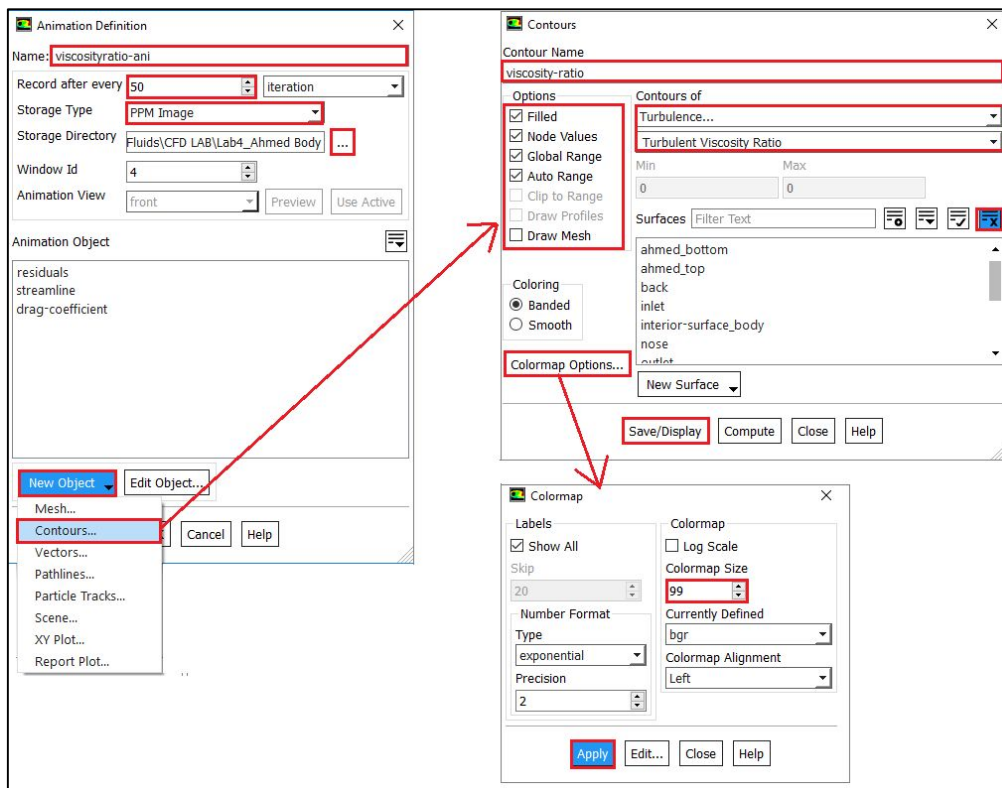 Animation Definition
Name: viscosityratio-ani
Record after every 50 iteration
Storage Type PPM Image
Storage Directory Fluids\CFD LAB\Lab4_Ahmed Body ...
Window Id 4
Animation View front Preview Use Active
Animation Object
residuals
streamline
drag-coefficient
New Object Edit Object...
Mesh...
Contours...
Cancel Help
Vectors...
Pathlines...
Particle Tracks...
Scene...
XY Plot...
Report Plot...
Contours
Contour Name
viscosity-ratio
Options
Filled
Node Values
Global Range
Auto Range
Clip to Range
Draw Profiles
Draw Mesh
Coloring
Banded
Smooth
Colormap Options...
Contours of
Turbulence...
Turbulent Viscosity Ratio
Min Max
0 0
Surfaces Filter Text
ahmed_bottom
ahmed_top
back
inlet
interior-surface_body
nose
outlet
New Surface
Save/Display Compute Close Help
Colormap
Labels
Show All
Skip
20
Number Format
Type
exponential
Precision
2
Colormap
Log Scale
Colormap Size
99
Currently Defined
bgr
Colormap Alignment
Left
Apply Edit... Close Help